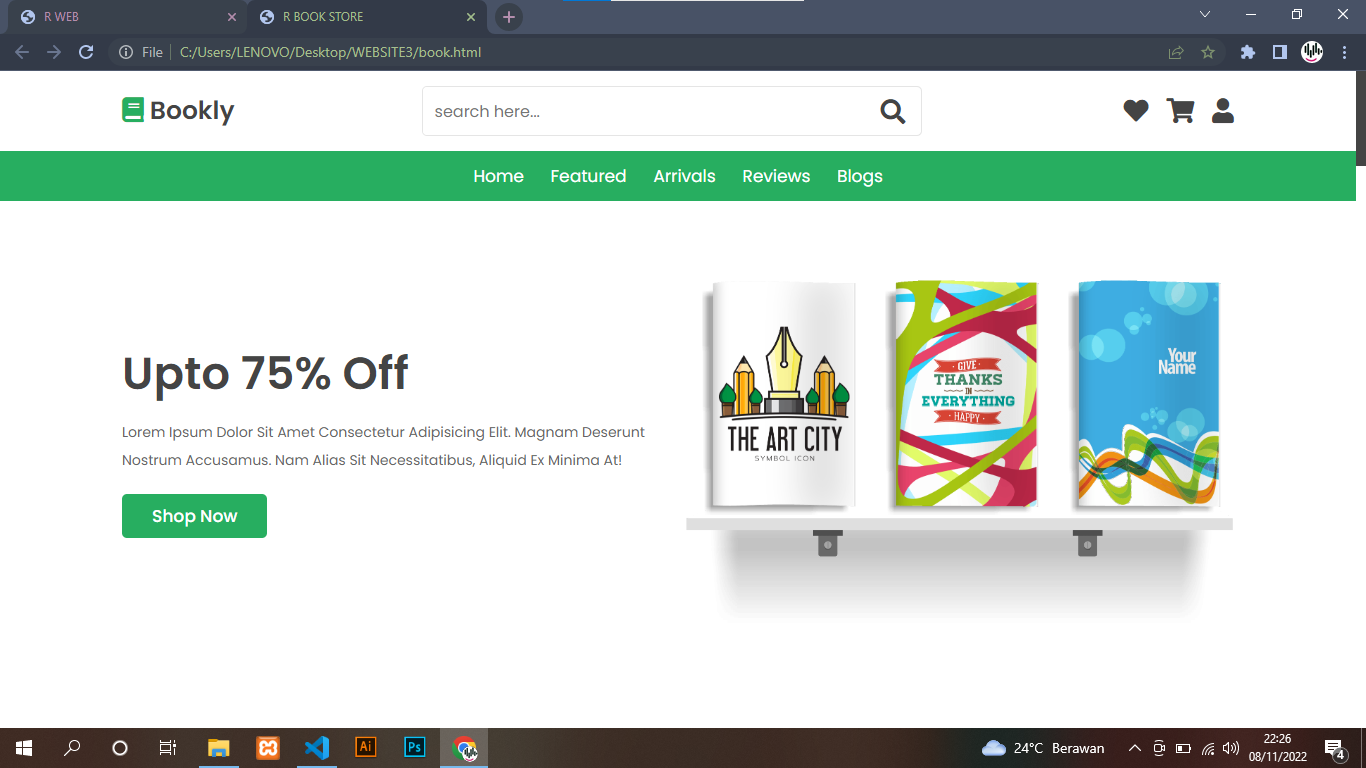 R WEB
R BOOK STORE
File
C:/Users/LENOVO/Desktop/WEBSITE3/book.html
Bookly
search here...
Home Featured Arrivals Reviews Blogs
Upto 75% Off
Lorem Ipsum Dolor Sit Amet Consectetur Adipisicing Elit. Magnam Deserunt
Nostrum Accusamus. Nam Alias Sit Necessitatibus, Aliquid Ex Minima At!
Shop Now
THE ART CITY
SYMBOL ICON
GIVE
THANKS
IN
EVERYTHING
HAPPY
Your
Name
Ai
Ps
24°C Berawan
22:26
08/11/2022
4